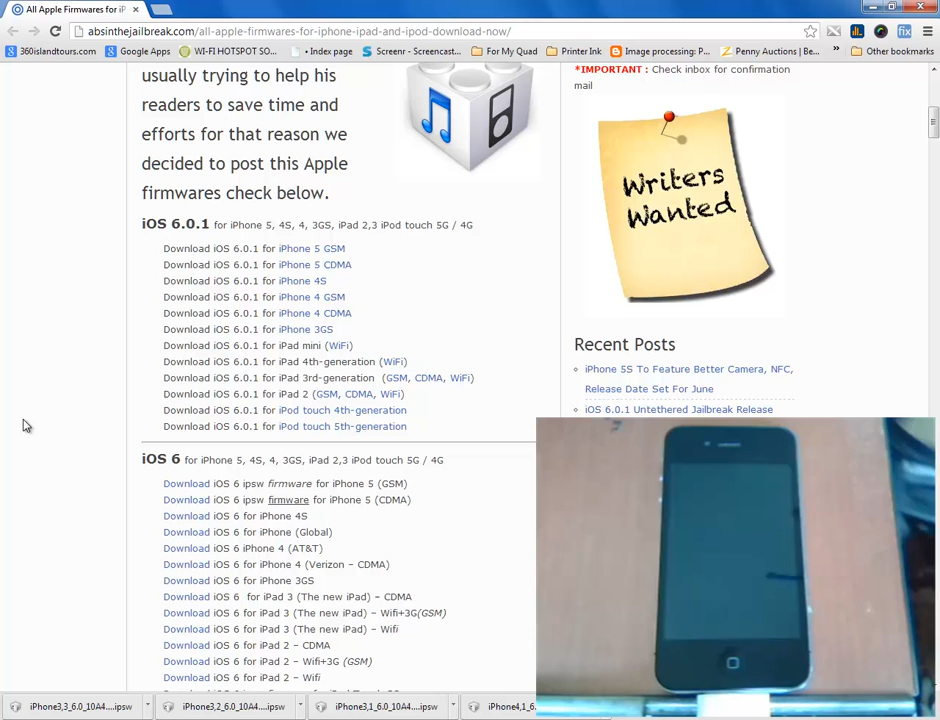 All Apple Firmwares for iP
absinthejailbreak.com/all-apple-firmwares-for-iphone-ipad-and-ipod-download-now/
360islandtours.com
Google Apps
WI-FI HOTSPOT SO...
Index page
Screenr - Screencast...
For My Quad
Printer Ink
Image processing: P...
Penny Auctions | Be...
Other bookmarks
usually trying to help his
readers to save time and
efforts for that reason we
decided to post this Apple
firmwares check below.
iOS 6.0.1 for iPhone 5, 4S, 4, 3GS, iPad 2,3 iPod touch 5G / 4G
Download iOS 6.0.1 for iPhone 5 GSM
Download iOS 6.0.1 for iPhone 5 CDMA
Download iOS 6.0.1 for iPhone 4S
Download iOS 6.0.1 for iPhone 4 GSM
Download iOS 6.0.1 for iPhone 4 CDMA
Download iOS 6.0.1 for iPhone 3GS
Download iOS 6.0.1 for iPad mini (WiFi)
Download iOS 6.0.1 for iPad 4th-generation (WiFi)
Download iOS 6.0.1 for iPad 3rd-generation (GSM, CDMA, WiFi)
Download iOS 6.0.1 for iPad 2 (GSM, CDMA, WiFi)
Download iOS 6.0.1 for iPod touch 4th-generation
Download iOS 6.0.1 for iPod touch 5th-generation
iOS 6 for iPhone 5, 4S, 4, 3GS, iPad 2,3 iPod touch 5G / 4G
Download iOS 6 ipsw firmware for iPhone 5 (GSM)
Download iOS 6 ipsw firmware for iPhone 5 (CDMA)
Download iOS 6 for iPhone 4S
Download iOS 6 for iPhone (Global)
Download iOS 6 iPhone 4 (AT&T)
Download iOS 6 for iPhone 4 (Verizon – CDMA)
Download iOS 6 for iPhone 3GS
Download iOS 6 for iPad 3 (The new iPad) – CDMA
Download iOS 6 for iPad 3 (The new iPad) – Wifi+3G(GSM)
Download iOS 6 for iPad 3 (The new iPad) – Wifi
Download iOS 6 for iPad 2 – CDMA
Download iOS 6 for iPad 2 – Wifi+3G (GSM)
Download iOS 6 for iPad 2 – Wifi
*IMPORTANT : Check inbox for confirmation
mail
Writers
Wanted
Recent Posts
iPhone 5S To Feature Better Camera, NFC,
Release Date Set For June
iOS 6.0.1 Untethered Jailbreak Release
iPhone3,3_6.0_10A4....ipsw
iPhone3,2_6.0_10A4....ipsw
iPhone3,1_6.0_10A4....ipsw
iPhone4,1_6.